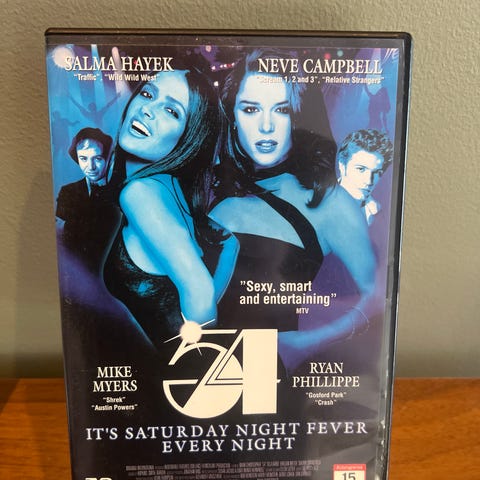 SALMA HAYEK
"Traffic", "Wild Wild West"
NEVE CAMPBELL
"Scream 1, 2 and 3", "Relative Strangers"
"Sexy, smart
and entertaining"
MTV
54
MIKE
MYERS
"Shrek"
"Austin Powers"
RYAN
PHILLIPPE
"Gosford Park"
"Crash"
IT'S SATURDAY NIGHT FEVER
EVERY NIGHT
15